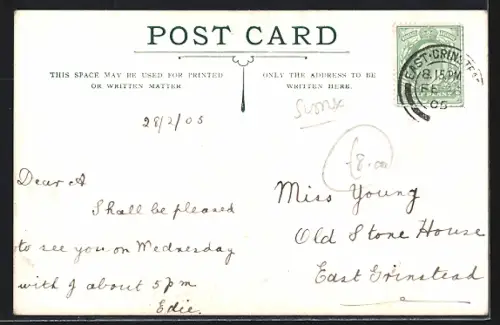 POST CARD
THIS SPACE MAY BE USED FOR PRINTED
OR WRITTEN MATTER
ONLY THE ADDRESS TO BE
WRITTEN HERE.
EAST·GRINSTEAD
8.15 PM
FE
05
28/2/05
£8.00
Dear A
Shall be pleased
to see you on Wednesday
with J about 5 pm
Edie.
Miss Young
Old Stone House
East Grinstead